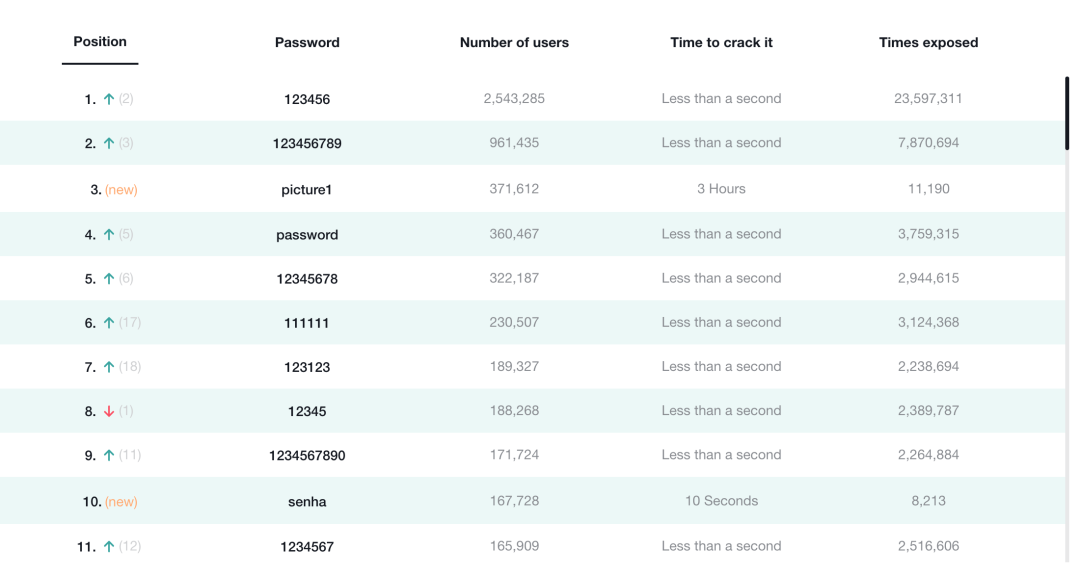 Position Password Number of users Time to crack it Times exposed
1. ↑ (2) 123456 2,543,285 Less than a second 23,597,311
2. ↑ (3) 123456789 961,435 Less than a second 7,870,694
3. (new) picture1 371,612 3 Hours 11,190
4. ↑ (5) password 360,467 Less than a second 3,759,315
5. ↑ (6) 12345678 322,187 Less than a second 2,944,615
6. ↑ (17) 111111 230,507 Less than a second 3,124,368
7. ↑ (18) 123123 189,327 Less than a second 2,238,694
8. ↓ (1) 12345 188,268 Less than a second 2,389,787
9. ↑ (11) 1234567890 171,724 Less than a second 2,264,884
10. (new) senha 167,728 10 Seconds 8,213
11. ↑ (12) 1234567 165,909 Less than a second 2,516,606